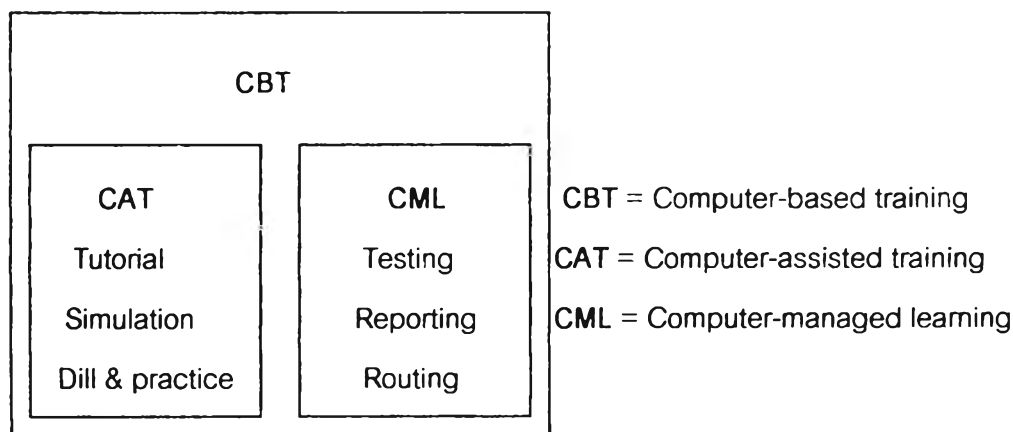 CBT
CAT
Tutorial
Simulation
Dill & practice
CML
Testing
Reporting
Routing
CBT = Computer-based training
CAT = Computer-assisted training
CML = Computer-managed learning